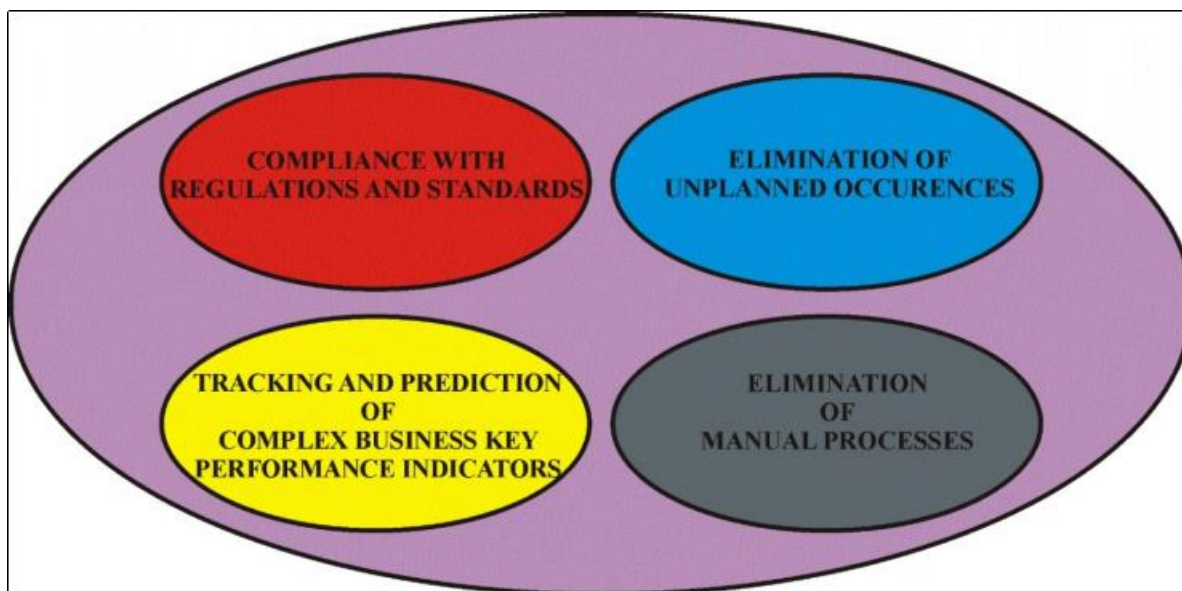 COMPLIANCE WITH
REGULATIONS AND STANDARDS
ELIMINATION OF
UNPLANNED OCCURENCES
TRACKING AND PREDICTION
OF
COMPLEX BUSINESS KEY
PERFORMANCE INDICATORS
ELIMINATION
OF
MANUAL PROCESSES